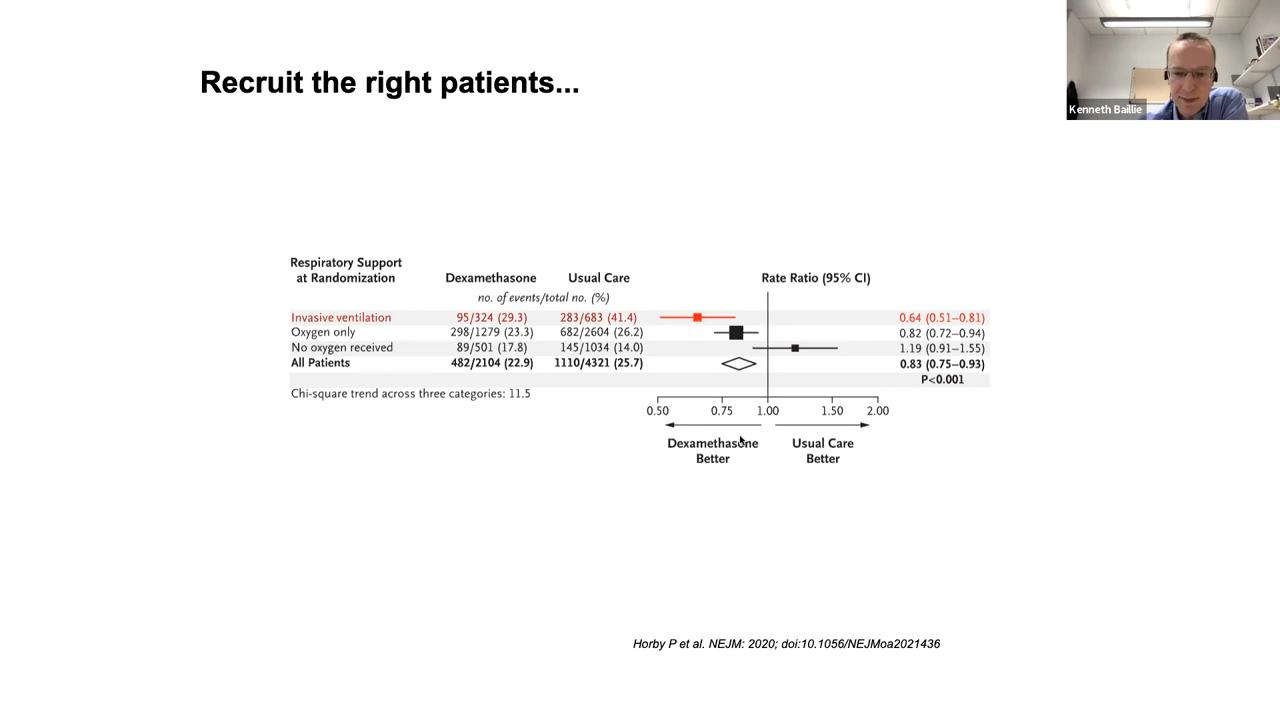 Recruit the right patients...
Kenneth Baillie
Respiratory Support
at Randomization
Dexamethasone
Usual Care
Rate Ratio (95% CI)
no. of events/total no. (%)
Invasive ventilation 95/324 (29.3) 283/683 (41.4) 0.64 (0.51–0.81)
Oxygen only 298/1279 (23.3) 682/2604 (26.2) 0.82 (0.72–0.94)
No oxygen received 89/501 (17.8) 145/1034 (14.0) 1.19 (0.91–1.55)
All Patients 482/2104 (22.9) 1110/4321 (25.7) 0.83 (0.75–0.93)
P<0.001
Chi-square trend across three categories: 11.5
0.50 0.75 1.00 1.50 2.00
Dexamethasone
Better
Usual Care
Better
Horby P et al. NEJM: 2020; doi:10.1056/NEJMoa2021436